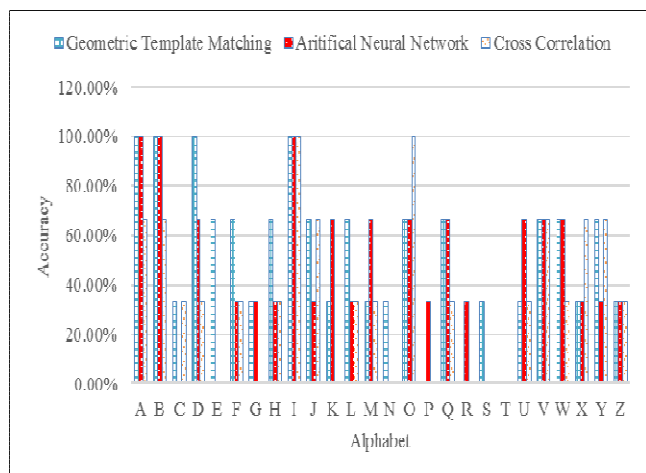 Geometric Template Matching Aritifical Neural Network Cross Correlation
120.00%
100.00%
80.00%
60.00%
40.00%
20.00%
0.00%
Accuracy
A B C D E F G H I J K L M N O P Q R S T U V W X Y Z
Alphabet